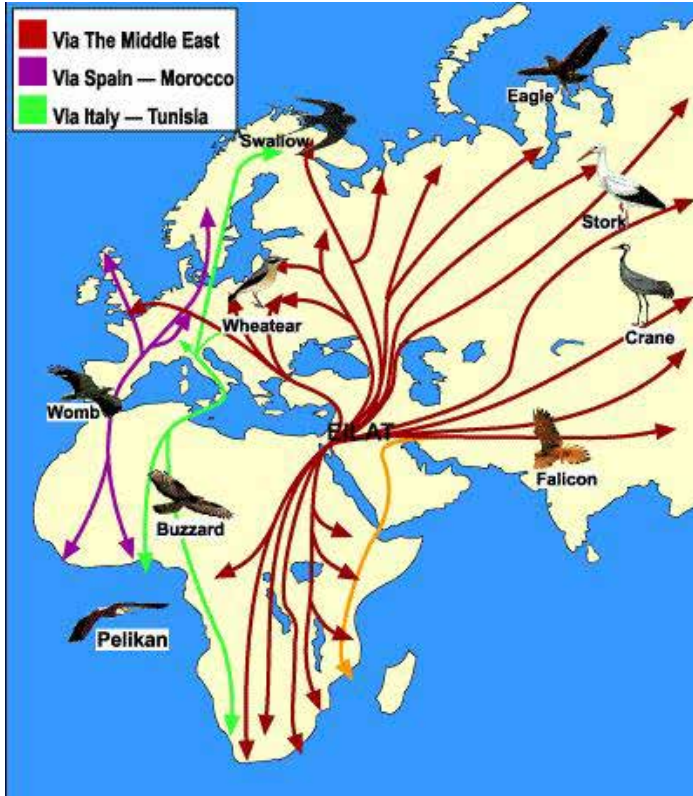 Via The Middle East
Via Spain — Morocco
Via Italy — Tunisia
Eagle
Swallow
Stork
Wheatear
Crane
Womb
EILAT
Falicon
Buzzard
Pelikan